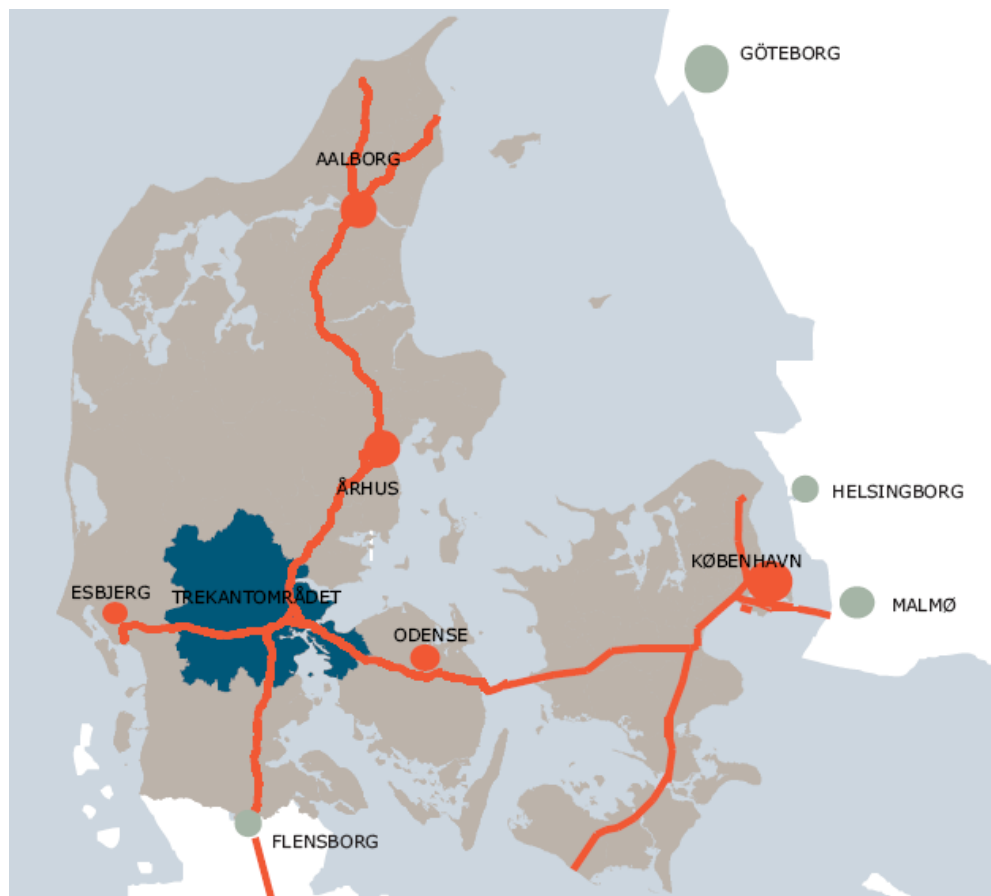 GÖTEBORG
AALBORG
ÅRHUS
HELSINGBORG
KØBENHAVN
ESBJERG
TREKANTOMRÅDET
MALMØ
ODENSE
FLENSBORG